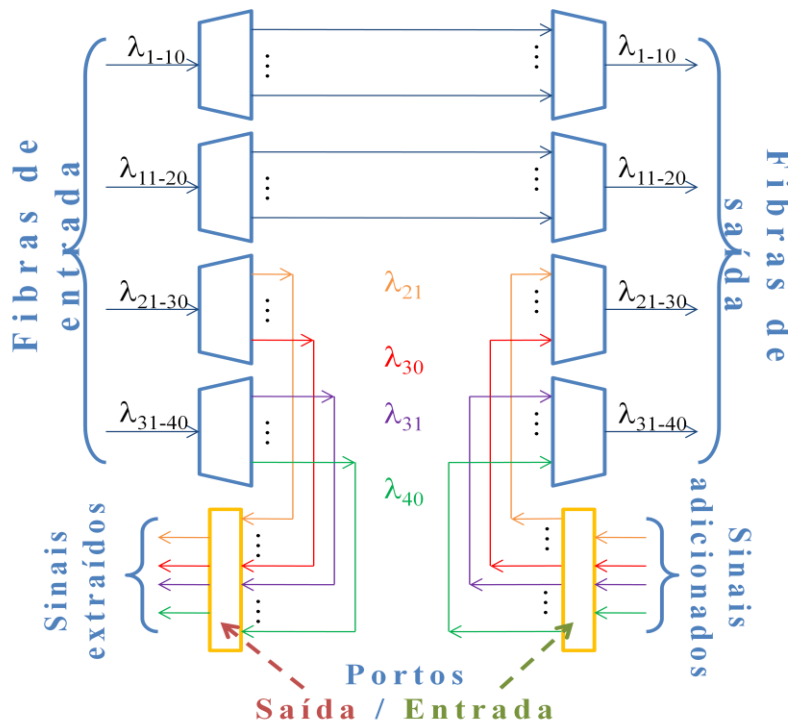 λ1-10
λ1-10
λ11-20
λ11-20
Fibras de
entrada
Fibras de
saída
λ21
λ21-30
λ21-30
λ30
λ31
λ31-40
λ31-40
λ40
Sinais
extraídos
Sinais
adicionados
Portos
Saída / Entrada